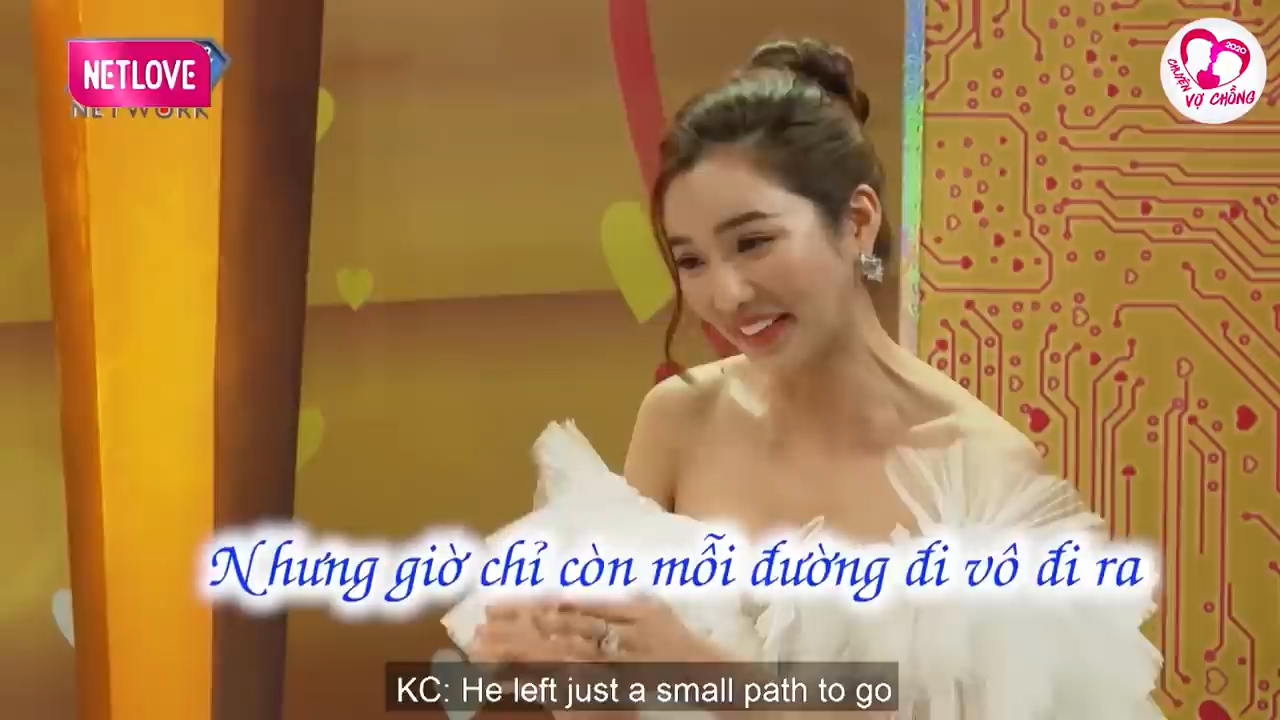 NETLOVE
NETWORK
2020
CHUYỆN
VỢ CHỒNG
Nhưng giờ chỉ còn mỗi đường đi vô đi ra
KC: He left just a small path to go